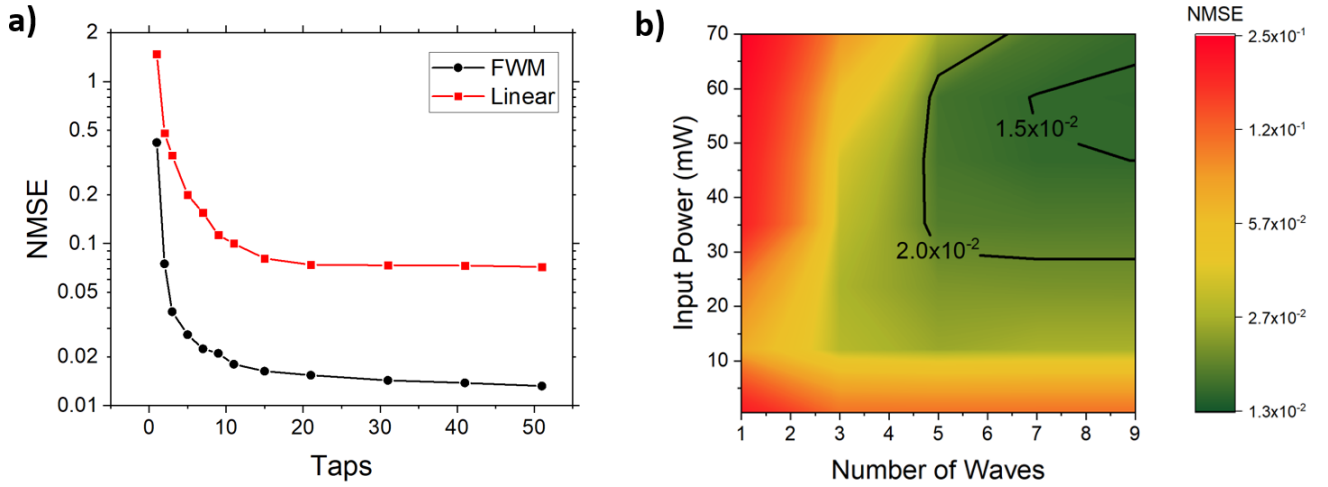 a)
2
1
0.5
0.2
0.1
0.05
0.02
0.01
NMSE
FWM
Linear
0 10 20 30 40 50
Taps
b)
70
60
50
40
30
20
10
Input Power (mW)
1.5x10⁻²
2.0x10⁻²
1 2 3 4 5 6 7 8 9
Number of Waves
NMSE
2.5x10⁻¹
1.2x10⁻¹
5.7x10⁻²
2.7x10⁻²
1.3x10⁻²